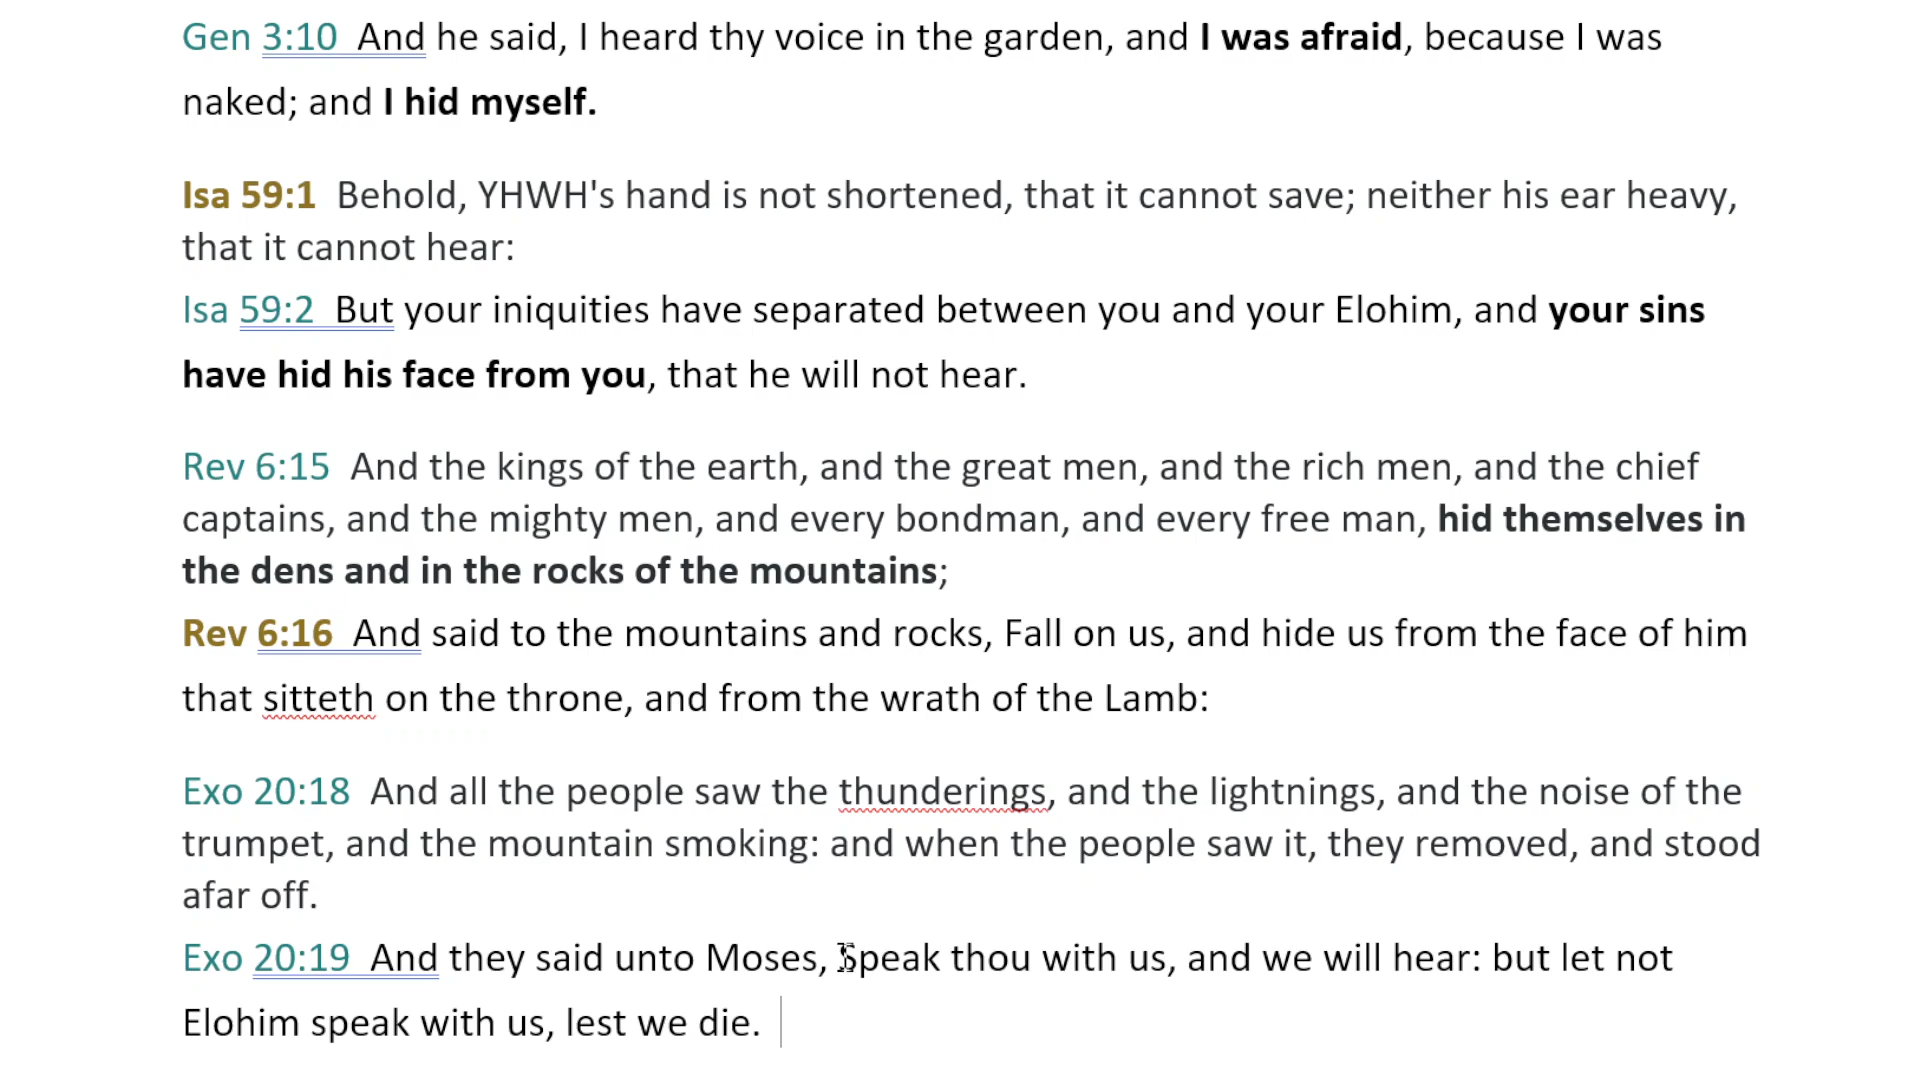 Gen 3:10  And he said, I heard thy voice in the garden, and I was afraid, because I was
naked; and I hid myself.
Isa 59:1  Behold, YHWH's hand is not shortened, that it cannot save; neither his ear heavy,
that it cannot hear:
Isa 59:2  But your iniquities have separated between you and your Elohim, and your sins
have hid his face from you, that he will not hear.
Rev 6:15  And the kings of the earth, and the great men, and the rich men, and the chief
captains, and the mighty men, and every bondman, and every free man, hid themselves in
the dens and in the rocks of the mountains;
Rev 6:16  And said to the mountains and rocks, Fall on us, and hide us from the face of him
that sitteth on the throne, and from the wrath of the Lamb:
Exo 20:18  And all the people saw the thunderings, and the lightnings, and the noise of the
trumpet, and the mountain smoking: and when the people saw it, they removed, and stood
afar off.
Exo 20:19  And they said unto Moses, Speak thou with us, and we will hear: but let not
Elohim speak with us, lest we die.